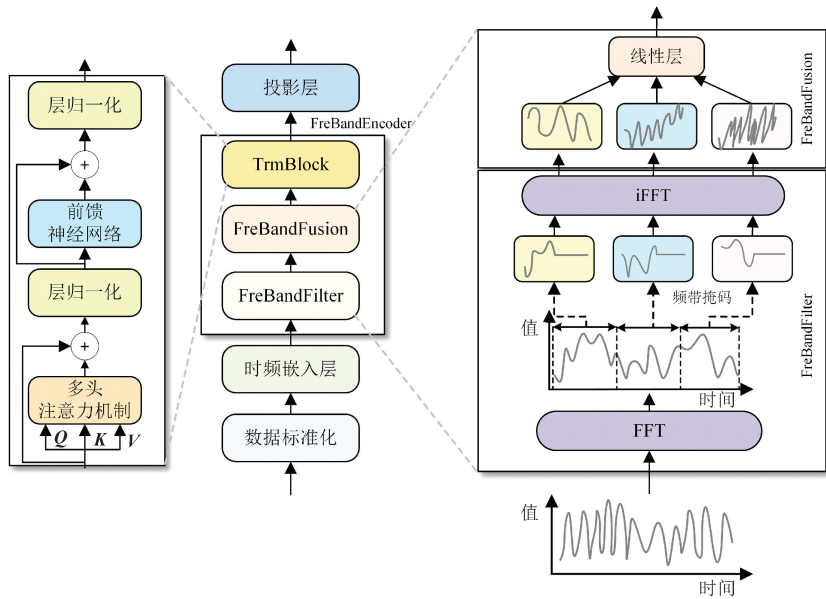 层归一化
+
前馈
神经网络
层归一化
+
多头
注意力机制
Q K V
投影层
FreBandEncoder
TrmBlock
FreBandFusion
FreBandFilter
时频嵌入层
数据标准化
线性层
FreBandFusion
iFFT
频带掩码
值
时间
FreBandFilter
FFT
值
时间